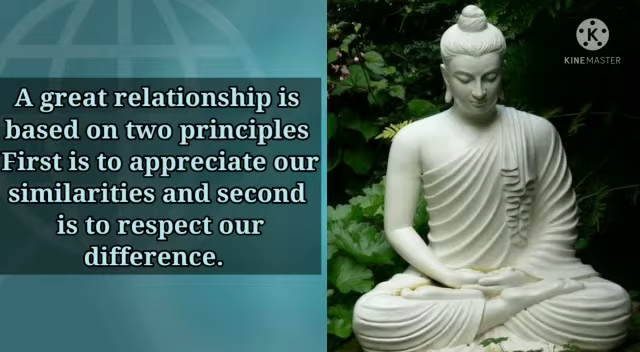 A great relationship is
based on two principles
First is to appreciate our
similarities and second
is to respect our
difference.
K
KINEMASTER